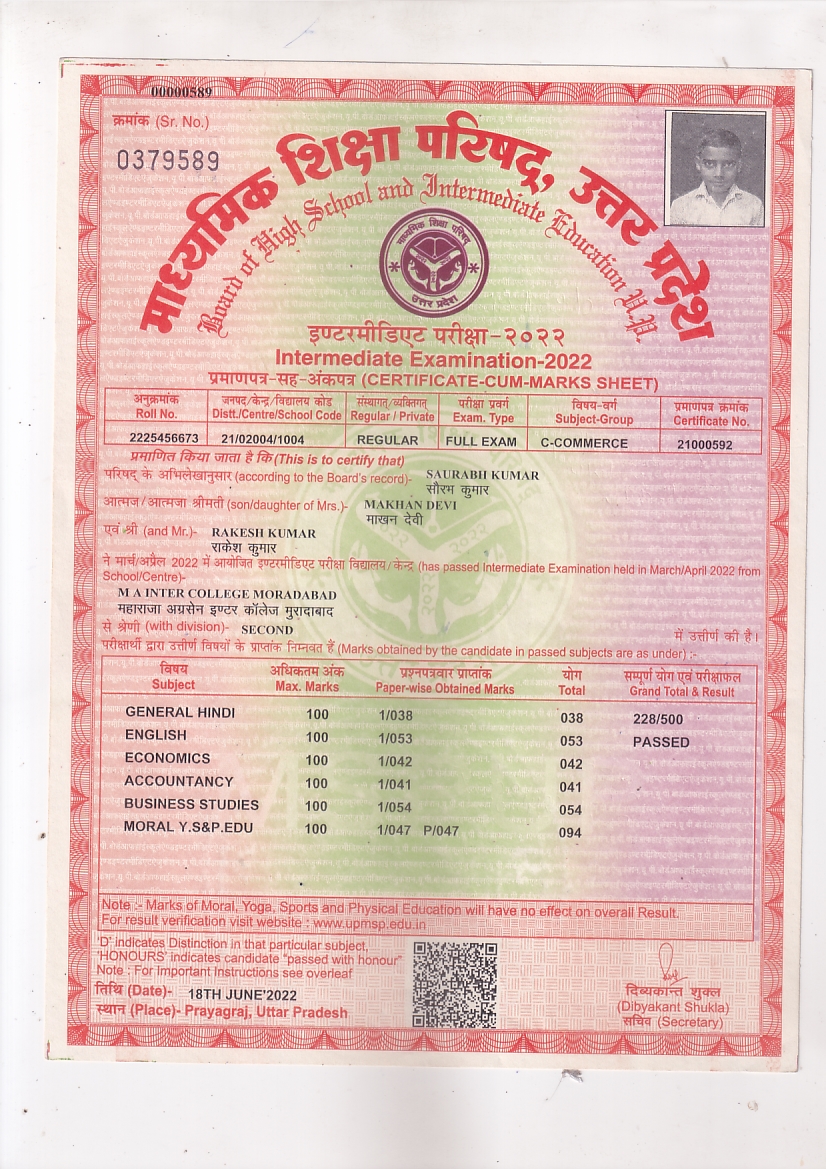 00000589
क्रमांक (Sr. No.)
0379589
माध्यमिक शिक्षा परिषद्, उत्तर प्रदेश
Board of High School and Intermediate Education U.P.
माध्यमिक शिक्षा परिषद्
उत्तर प्रदेश
इण्टरमीडिएट परीक्षा-२०२२
Intermediate Examination-2022
प्रमाणपत्र-सह-अंकपत्र (CERTIFICATE-CUM-MARKS SHEET)
अनुक्रमांक जनपद/केन्द्र/विद्यालय कोड संस्थागत/व्यक्तिगत् परीक्षा प्रवर्ग विषय-वर्ग प्रमाणपत्र क्रमांक
Roll No. Distt./Centre/School Code Regular / Private Exam. Type Subject-Group Certificate No.
2225456673 21/02004/1004 REGULAR FULL EXAM C-COMMERCE 21000592
प्रमाणित किया जाता है कि (This is to certify that)
परिषद् के अभिलेखानुसार (according to the Board's record)- SAURABH KUMAR
सौरभ कुमार
आत्मज/आत्मजा श्रीमती (son/daughter of Mrs.)- MAKHAN DEVI
माखन देवी
एवं श्री (and Mr.)- RAKESH KUMAR
राकेश कुमार
ने मार्च/अप्रैल 2022 में आयोजित इण्टरमीडिएट परीक्षा विद्यालय/केन्द्र (has passed Intermediate Examination held in March/April 2022 from
School/Centre)-
M A INTER COLLEGE MORADABAD
महाराजा अग्रसेन इण्टर कॉलेज मुरादाबाद
से श्रेणी (with division)- SECOND में उत्तीर्ण की है।
परीक्षार्थी द्वारा उत्तीर्ण विषयों के प्राप्तांक निम्नवत हैं (Marks obtained by the candidate in passed subjects are as under) :-
विषय अधिकतम अंक प्रश्नपत्रवार प्राप्तांक योग सम्पूर्ण योग एवं परीक्षाफल
Subject Max. Marks Paper-wise Obtained Marks Total Grand Total & Result
GENERAL HINDI 100 1/038 038 228/500
ENGLISH 100 1/053 053 PASSED
ECONOMICS 100 1/042 042
ACCOUNTANCY 100 1/041 041
BUSINESS STUDIES 100 1/054 054
MORAL Y.S&P.EDU 100 1/047 P/047 094
Note :- Marks of Moral, Yoga, Sports and Physical Education will have no effect on overall Result.
For result verification visit website : www.upmsp.edu.in
'D' indicates Distinction in that particular subject,
'HONOURS' indicates candidate "passed with honour"
Note : For Important Instructions see overleaf
तिथि (Date)- 18TH JUNE'2022
स्थान (Place)- Prayagraj, Uttar Pradesh
दिब्यकान्त शुक्ल
(Dibyakant Shukla)
सचिव (Secretary)